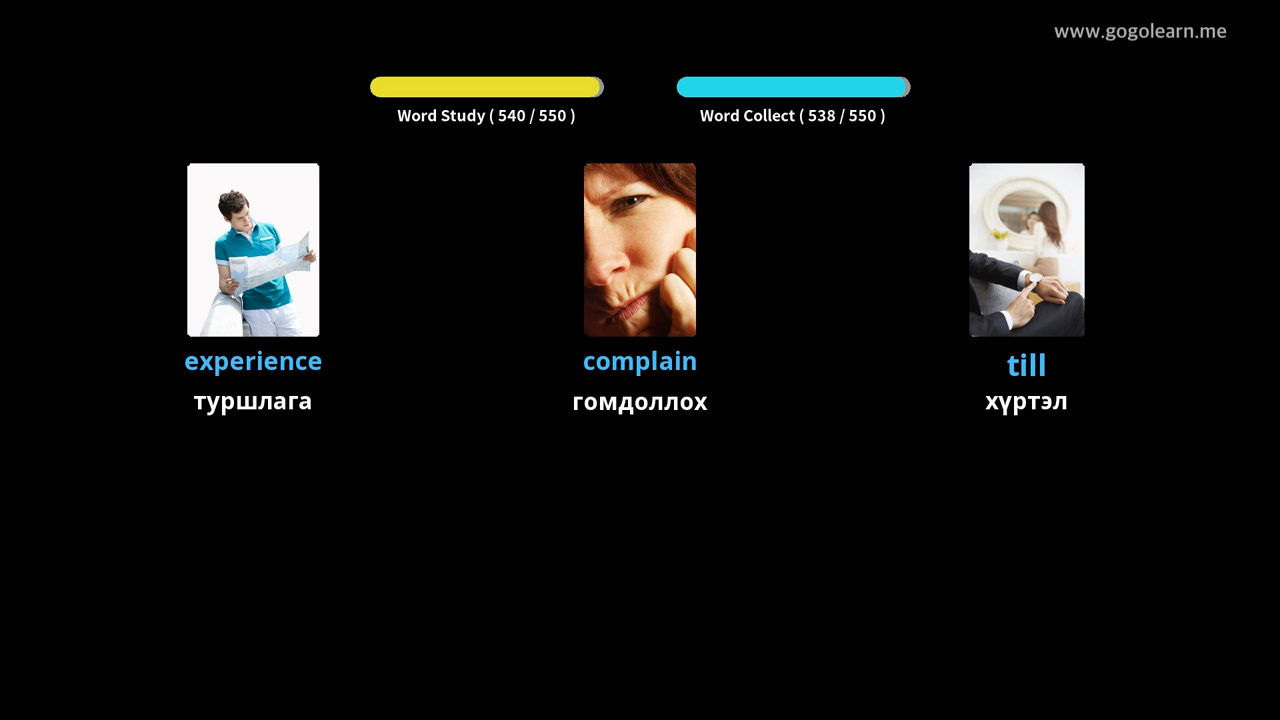 www.gogolearn.me
Word Study ( 540 / 550 )
Word Collect ( 538 / 550 )
experience
complain
till
туршлага
гомдоллох
хүртэл